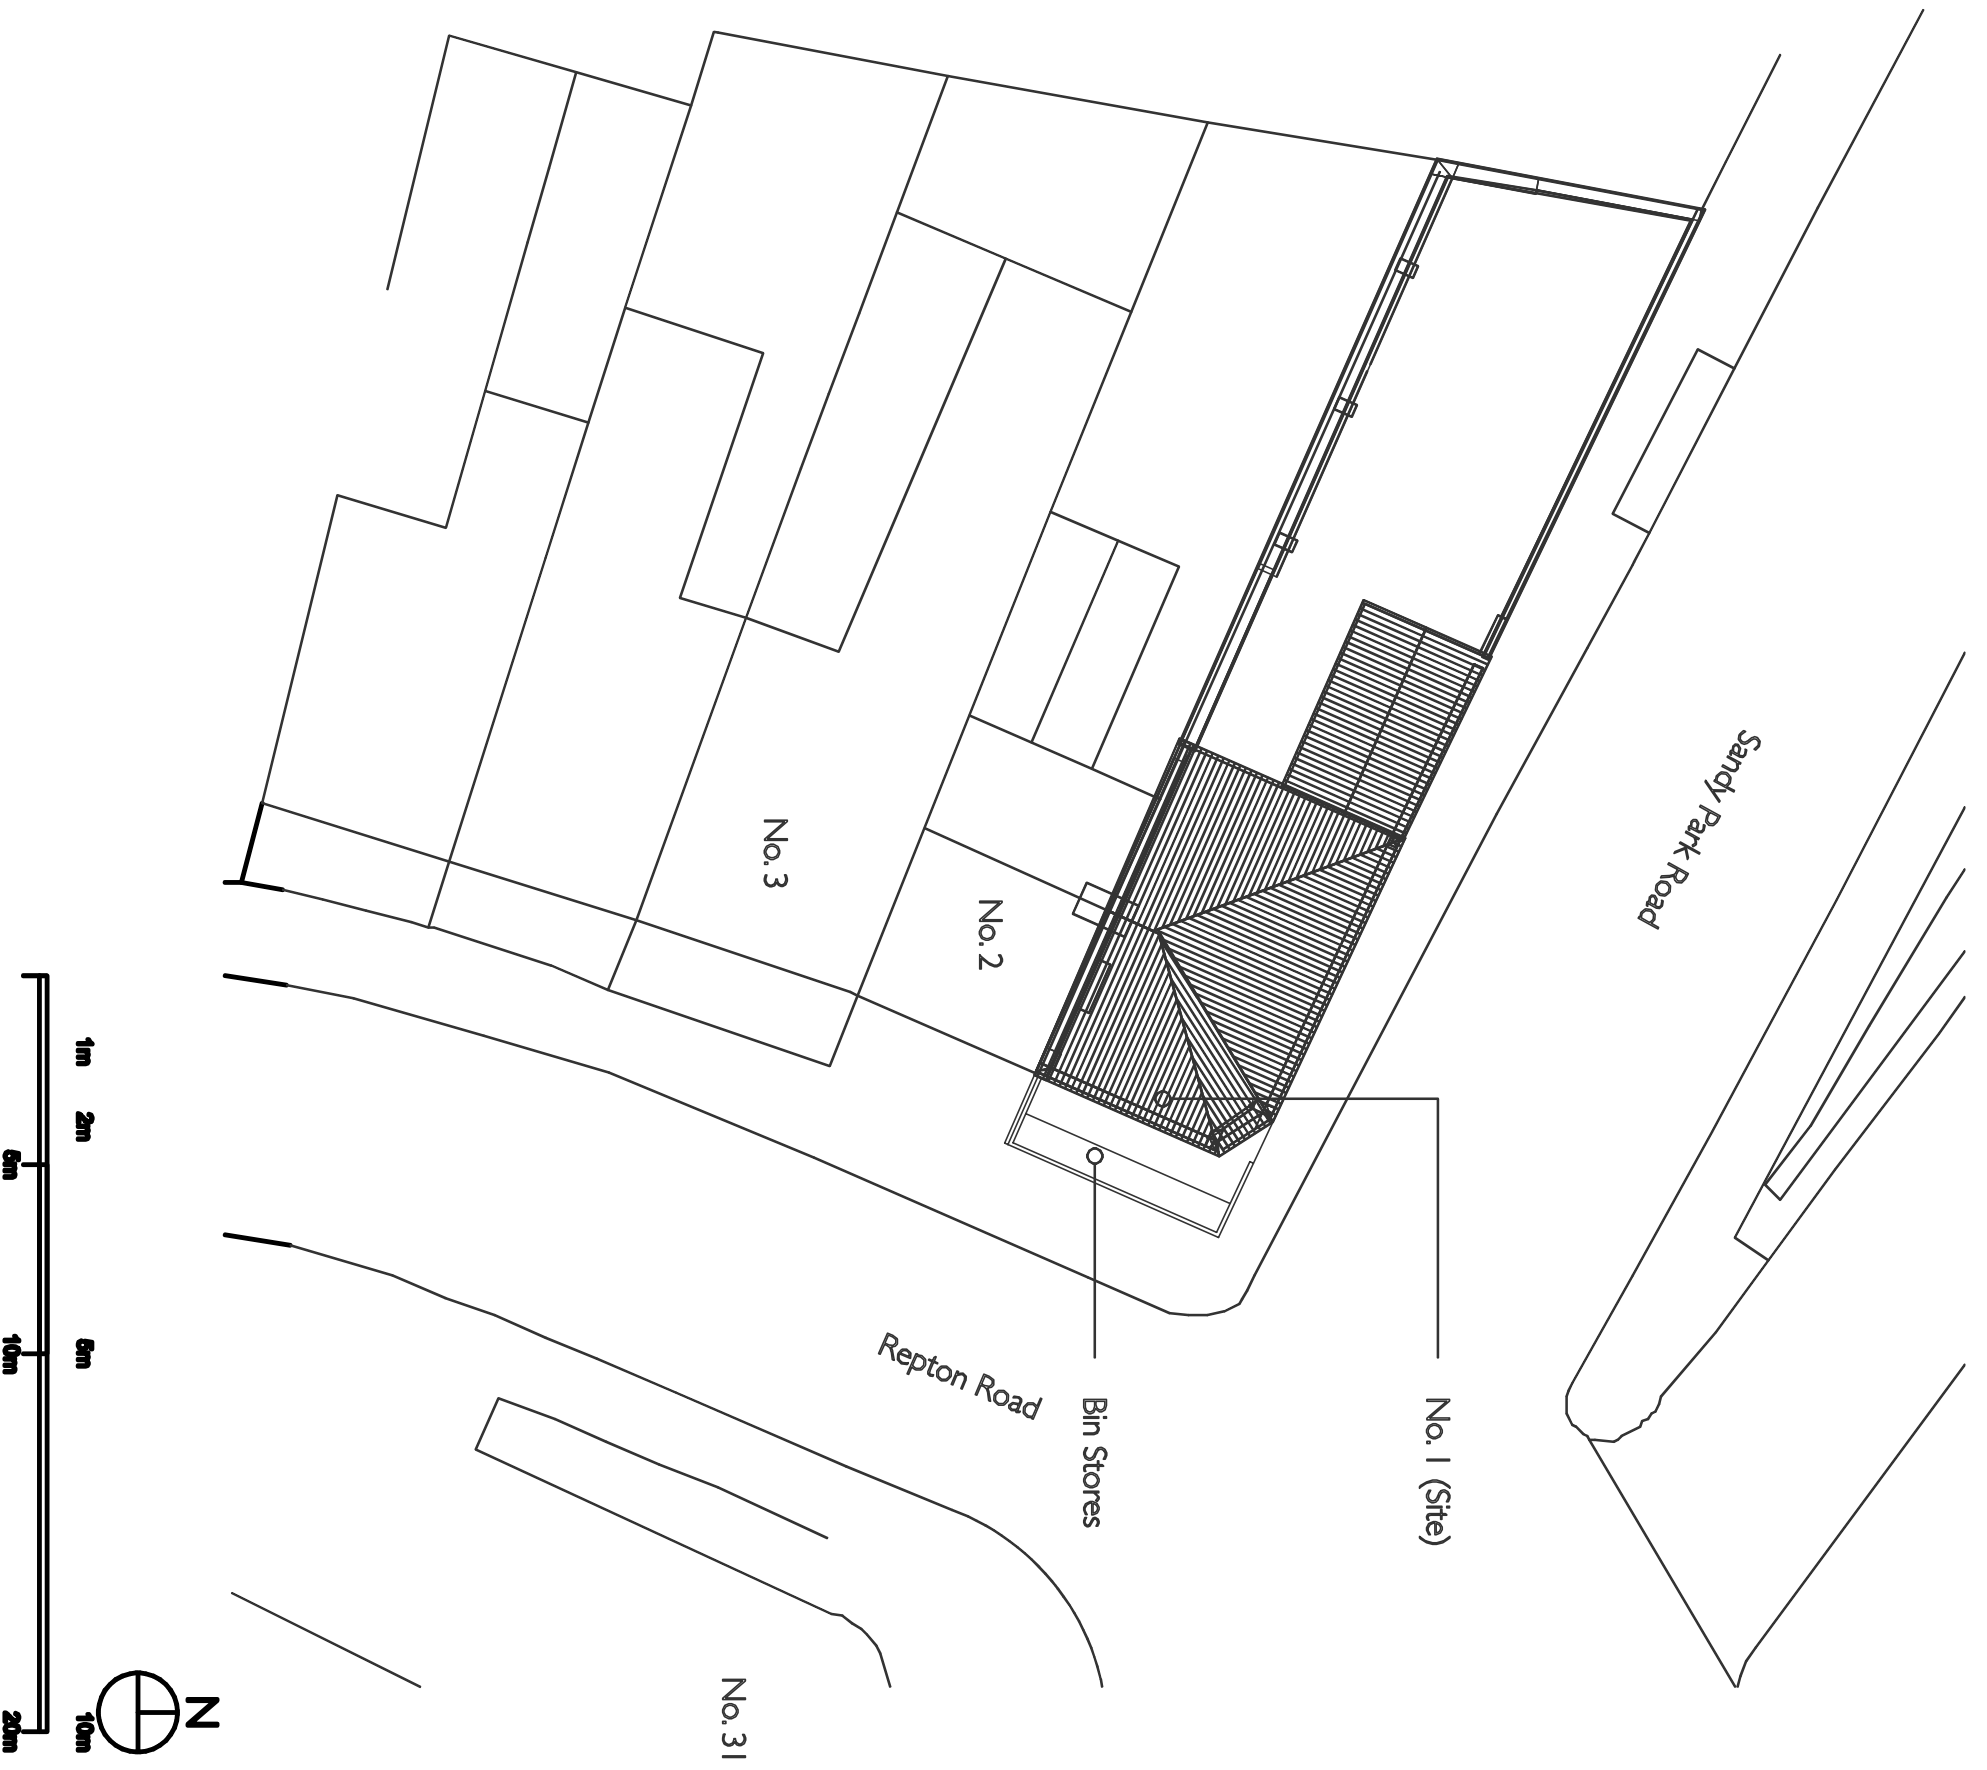 Sandy Park Road
No. 1 (Site)
Bin Stores
Repton Road
No. 2
No. 3
No. 31
N
1m 2m 5m 10m
5m 10m 20m